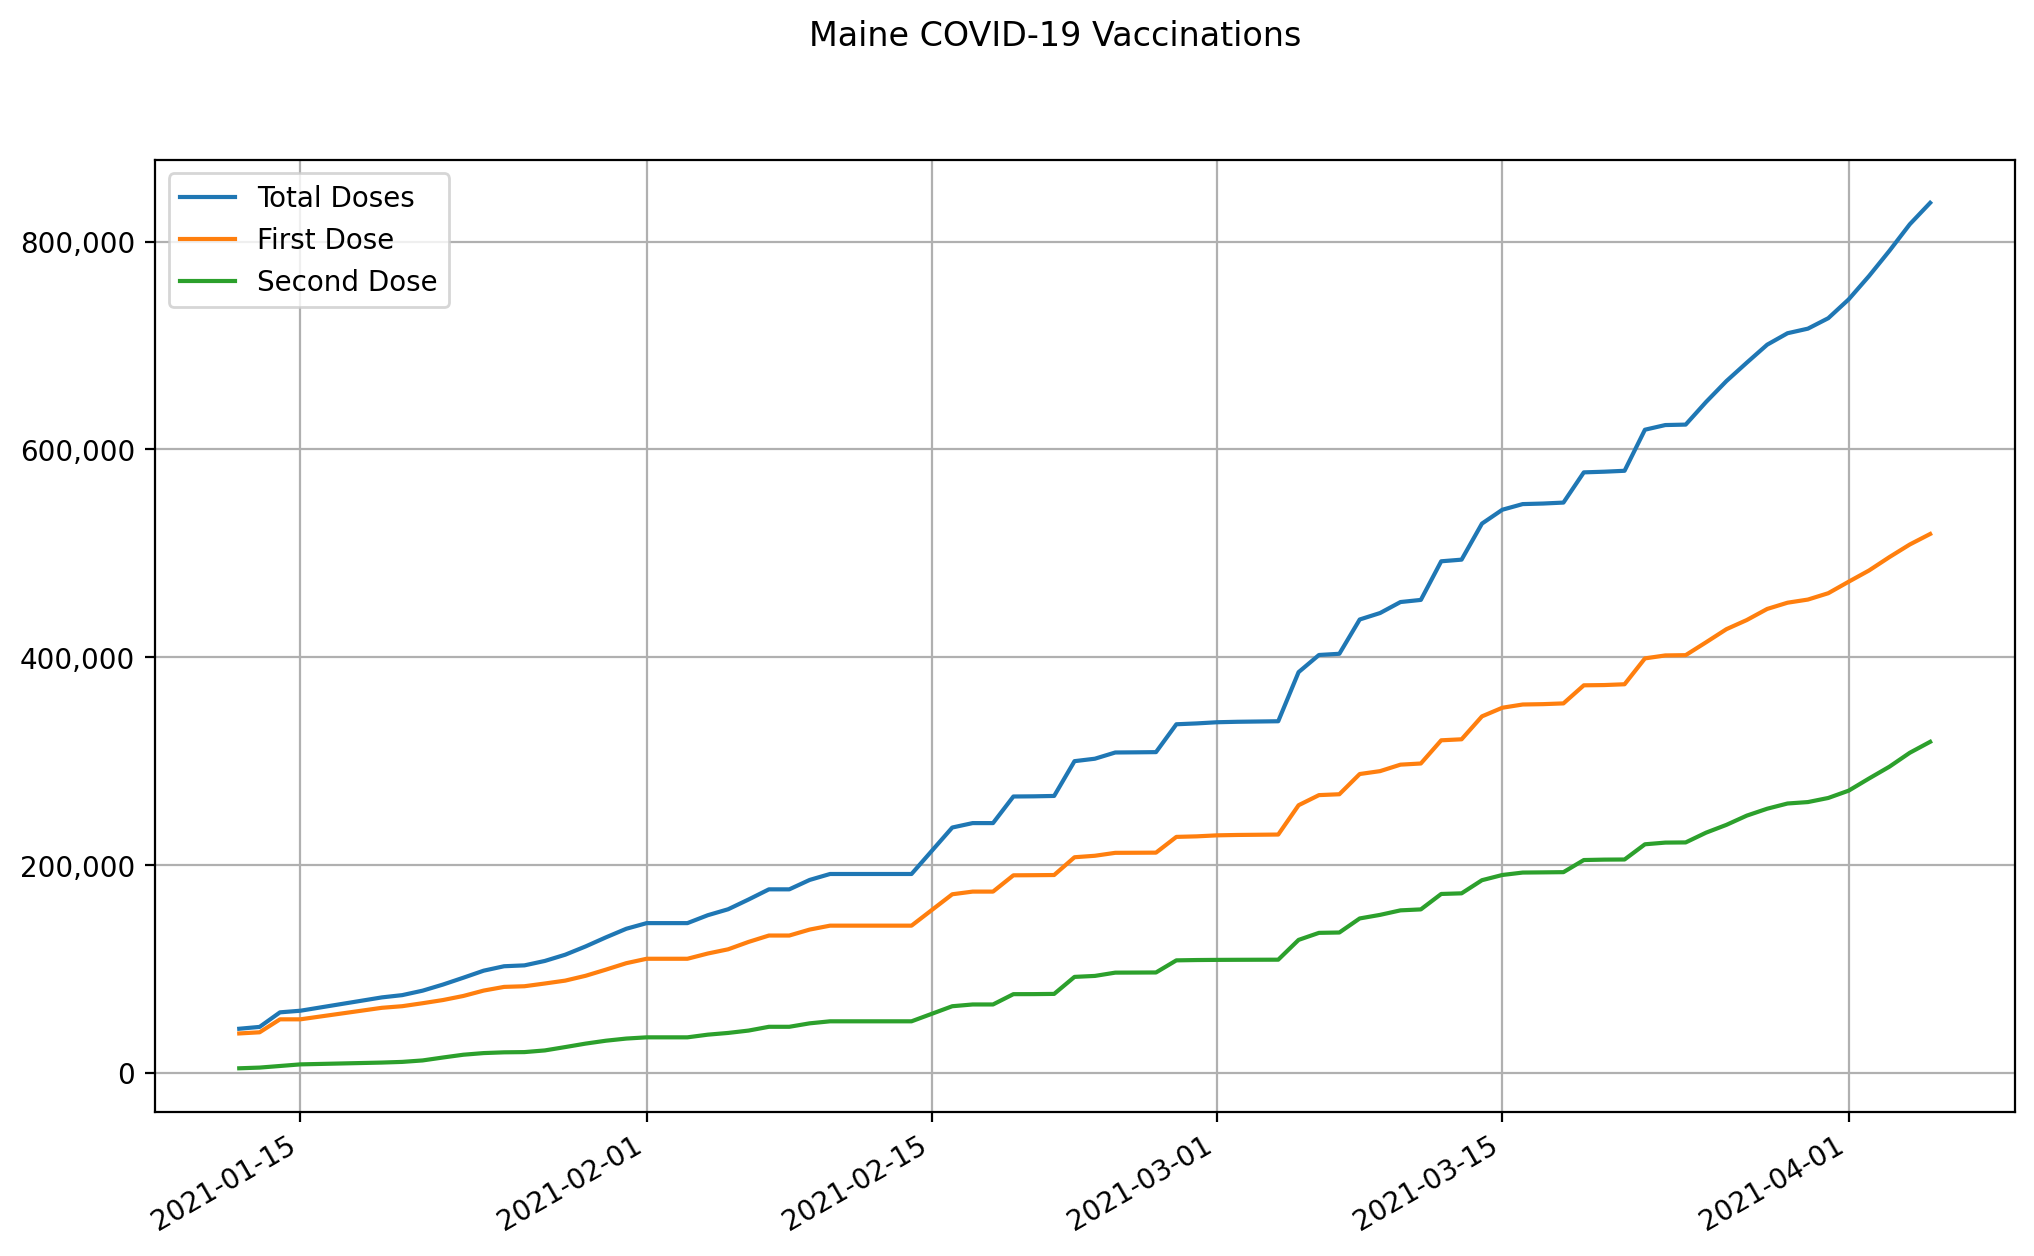 Maine COVID-19 Vaccinations
Total Doses
First Dose
Second Dose
800,000
600,000
400,000
200,000
0
2021-01-15
2021-02-01
2021-02-15
2021-03-01
2021-03-15
2021-04-01